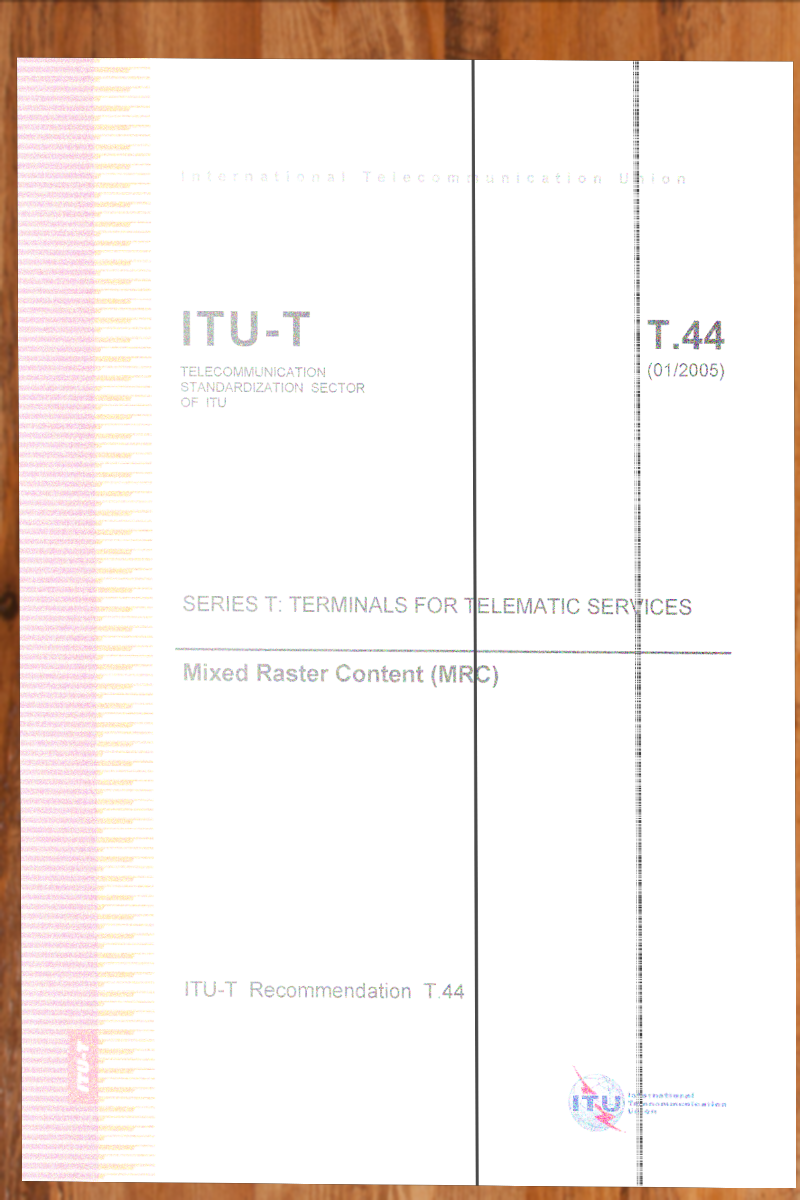 International Telecommunication Union
ITU-T
T.44
TELECOMMUNICATION
STANDARDIZATION SECTOR
OF ITU
(01/2005)
SERIES T: TERMINALS FOR TELEMATIC SERVICES
Mixed Raster Content (MRC)
ITU-T Recommendation T.44
ITU-T
ITU
International
Telecommunication
Union